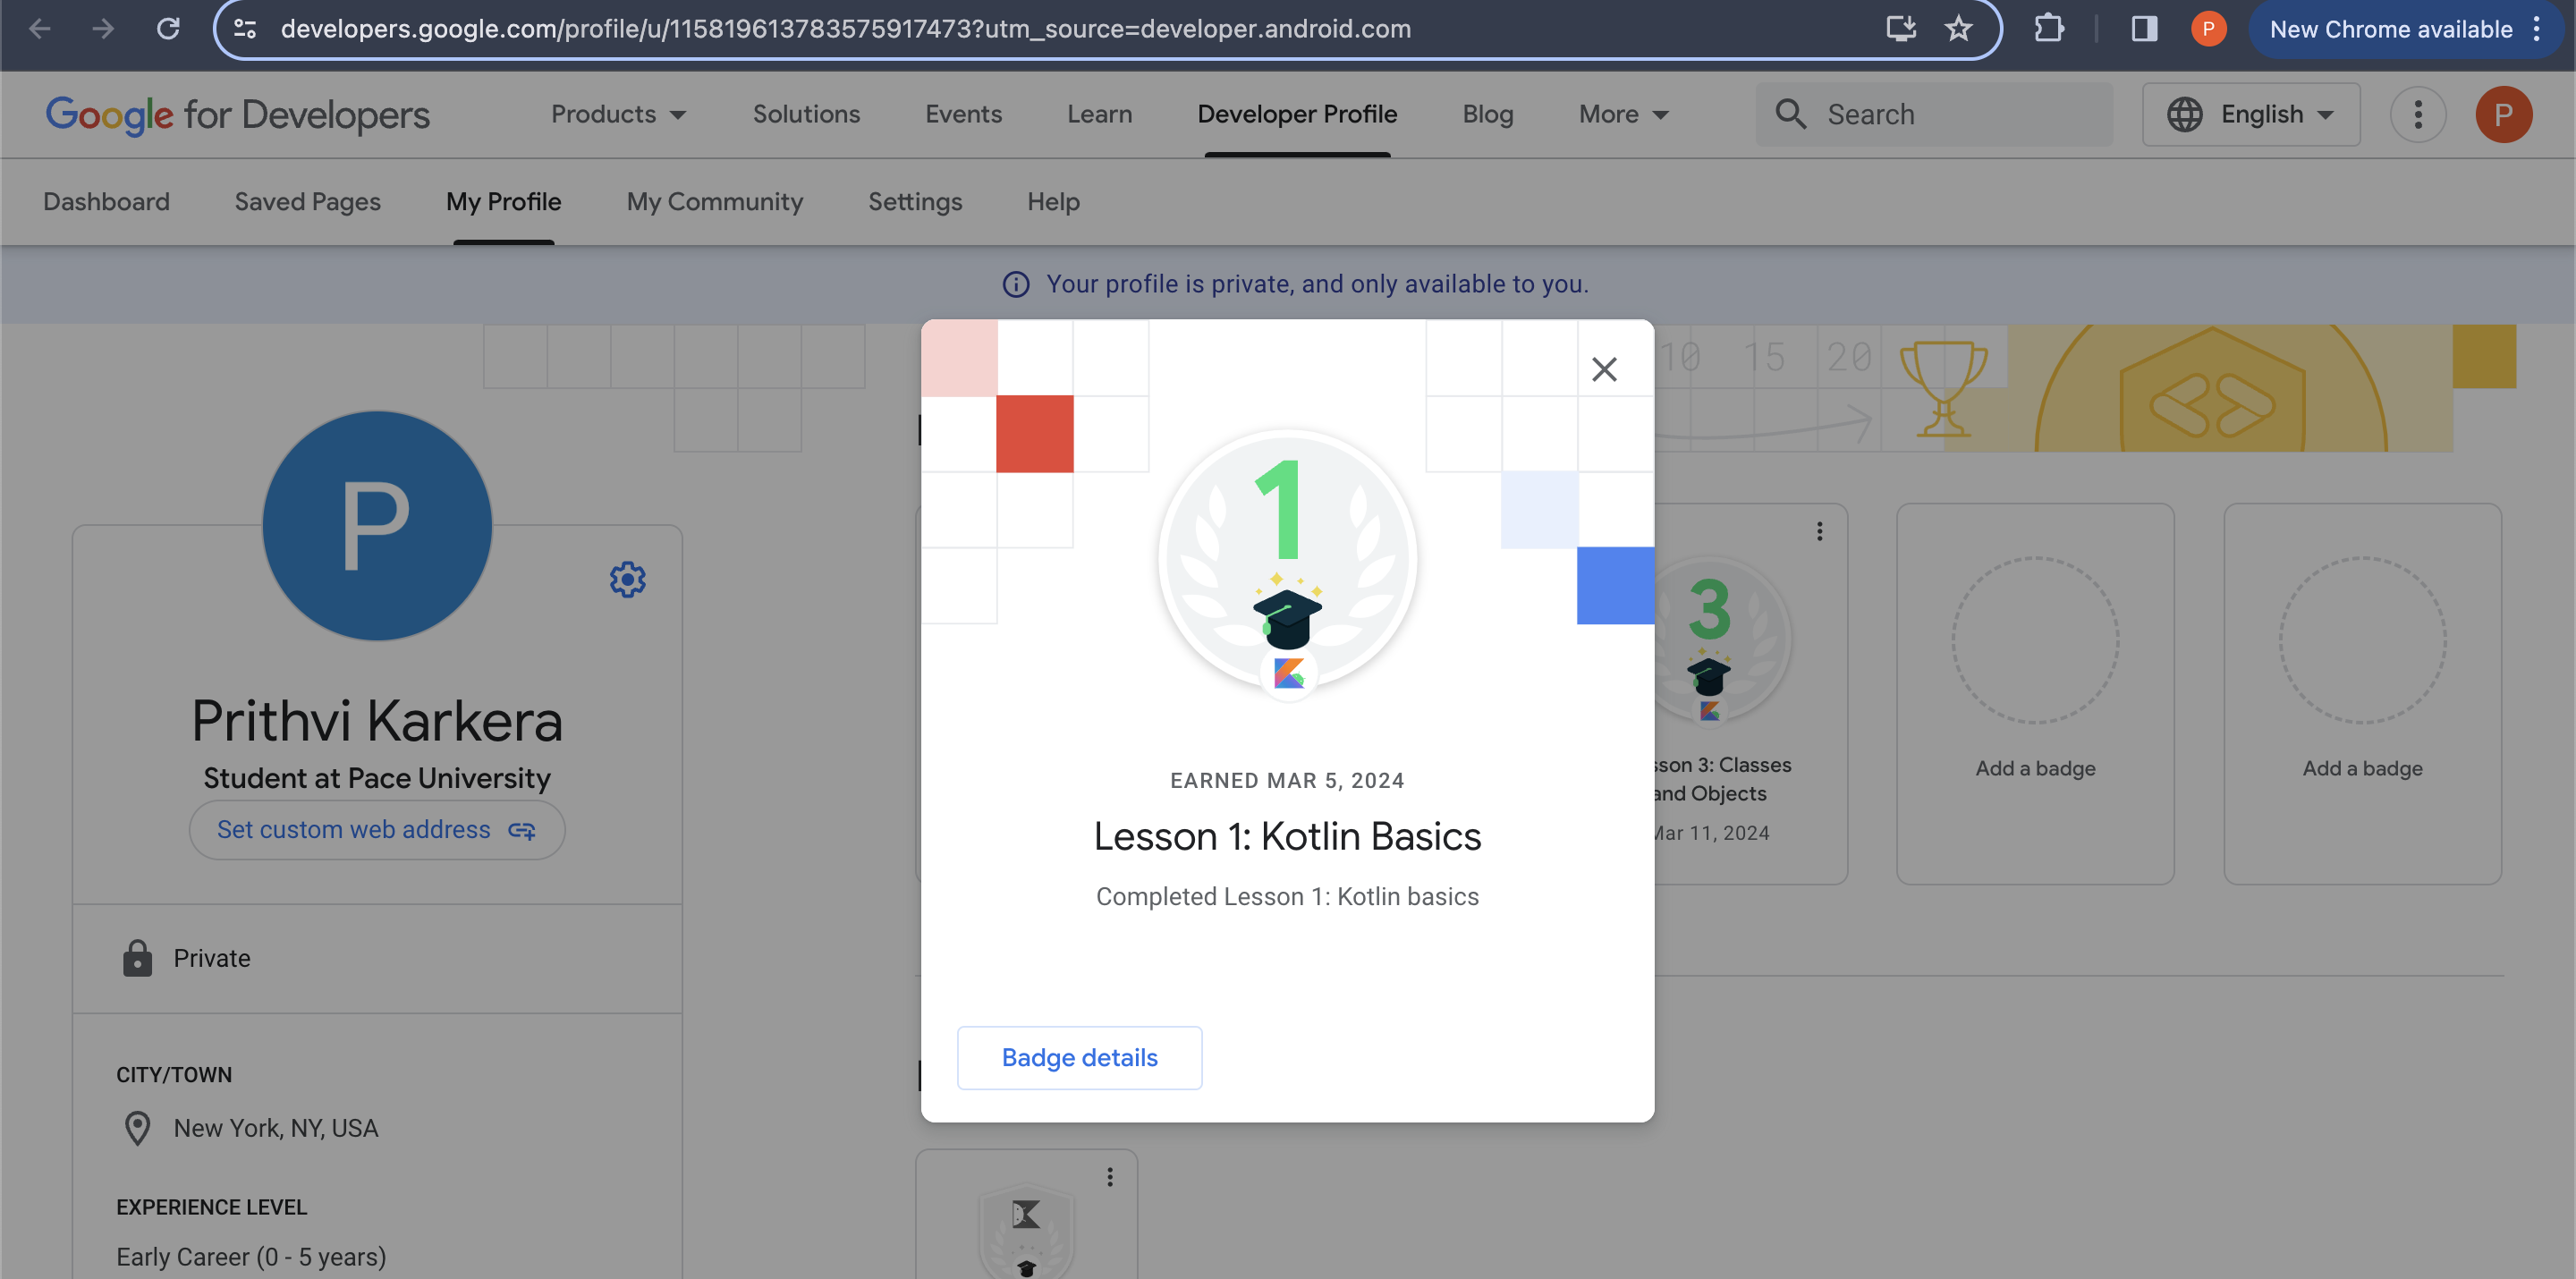 developers.google.com/profile/u/115819613783575917473?utm_source=developer.android.com
P
New Chrome available
Google for Developers
Products
Solutions
Events
Learn
Developer Profile
Blog
More
Search
English
P
Dashboard
Saved Pages
My Profile
My Community
Settings
Help
Your profile is private, and only available to you.
10 15 20
P
Prithvi Karkera
Student at Pace University
Set custom web address
Private
CITY/TOWN
New York, NY, USA
EXPERIENCE LEVEL
Early Career (0 - 5 years)
1
EARNED MAR 5, 2024
Lesson 1: Kotlin Basics
Completed Lesson 1: Kotlin basics
Badge details
3
3: Classes
and Objects
Mar 11, 2024
Add a badge
Add a badge